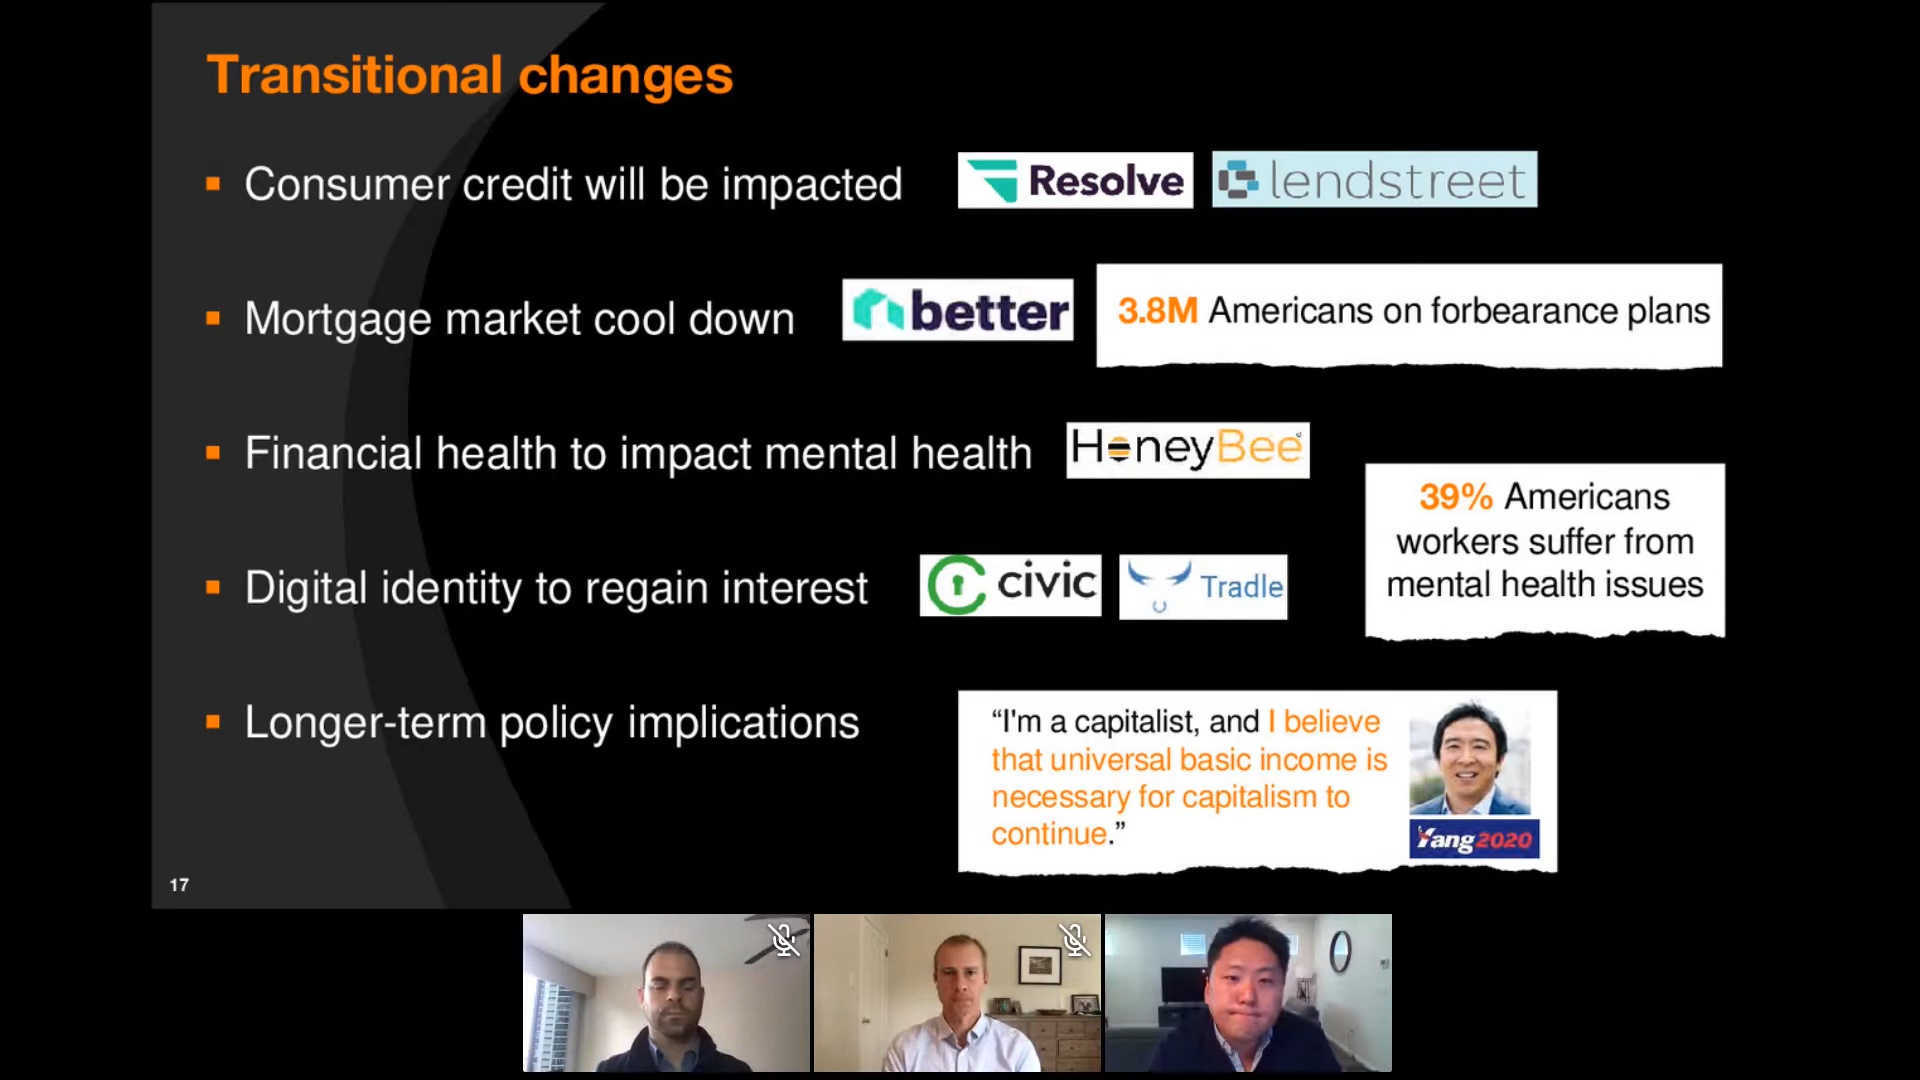 Transitional changes
Consumer credit will be impacted
Resolve
lendstreet
Mortgage market cool down
better
3.8M Americans on forbearance plans
Financial health to impact mental health
HoneyBee
39% Americans
workers suffer from
mental health issues
Digital identity to regain interest
civic
Tradle
Longer-term policy implications
“I'm a capitalist, and I believe
that universal basic income is
necessary for capitalism to
continue.”
Yang2020
17